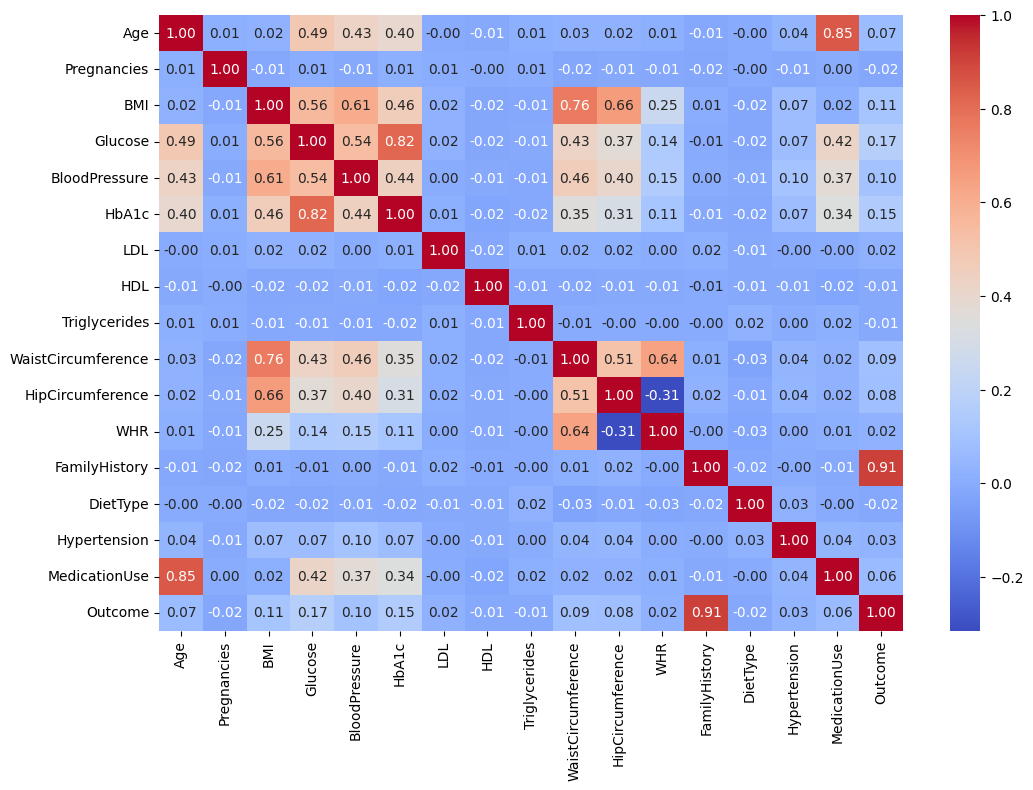 Age 1.00 0.01 0.02 0.49 0.43 0.40 -0.00 -0.01 0.01 0.03 0.02 0.01 -0.01 -0.00 0.04 0.85 0.07
Pregnancies 0.01 1.00 -0.01 0.01 -0.01 0.01 0.01 -0.00 0.01 -0.02 -0.01 -0.01 -0.02 -0.00 -0.01 0.00 -0.02
BMI 0.02 -0.01 1.00 0.56 0.61 0.46 0.02 -0.02 -0.01 0.76 0.66 0.25 0.01 -0.02 0.07 0.02 0.11
Glucose 0.49 0.01 0.56 1.00 0.54 0.82 0.02 -0.02 -0.01 0.43 0.37 0.14 -0.01 -0.02 0.07 0.42 0.17
BloodPressure 0.43 -0.01 0.61 0.54 1.00 0.44 0.00 -0.01 -0.01 0.46 0.40 0.15 0.00 -0.01 0.10 0.37 0.10
HbA1c 0.40 0.01 0.46 0.82 0.44 1.00 0.01 -0.02 -0.02 0.35 0.31 0.11 -0.01 -0.02 0.07 0.34 0.15
LDL -0.00 0.01 0.02 0.02 0.00 0.01 1.00 -0.02 0.01 0.02 0.02 0.00 0.02 -0.01 -0.00 -0.00 0.02
HDL -0.01 -0.00 -0.02 -0.02 -0.01 -0.02 -0.02 1.00 -0.01 -0.02 -0.01 -0.01 -0.01 -0.01 -0.01 -0.02 -0.01
Triglycerides 0.01 0.01 -0.01 -0.01 -0.01 -0.02 0.01 -0.01 1.00 -0.01 -0.00 -0.00 -0.00 0.02 0.00 0.02 -0.01
WaistCircumference 0.03 -0.02 0.76 0.43 0.46 0.35 0.02 -0.02 -0.01 1.00 0.51 0.64 0.01 -0.03 0.04 0.02 0.09
HipCircumference 0.02 -0.01 0.66 0.37 0.40 0.31 0.02 -0.01 -0.00 0.51 1.00 -0.31 0.02 -0.01 0.04 0.02 0.08
WHR 0.01 -0.01 0.25 0.14 0.15 0.11 0.00 -0.01 -0.00 0.64 -0.31 1.00 -0.00 -0.03 0.00 0.01 0.02
FamilyHistory -0.01 -0.02 0.01 -0.01 0.00 -0.01 0.02 -0.01 -0.00 0.01 0.02 -0.00 1.00 -0.02 -0.00 -0.01 0.91
DietType -0.00 -0.00 -0.02 -0.02 -0.01 -0.02 -0.01 -0.01 0.02 -0.03 -0.01 -0.03 -0.02 1.00 0.03 -0.00 -0.02
Hypertension 0.04 -0.01 0.07 0.07 0.10 0.07 -0.00 -0.01 0.00 0.04 0.04 0.00 -0.00 0.03 1.00 0.04 0.03
MedicationUse 0.85 0.00 0.02 0.42 0.37 0.34 -0.00 -0.02 0.02 0.02 0.02 0.01 -0.01 -0.00 0.04 1.00 0.06
Outcome 0.07 -0.02 0.11 0.17 0.10 0.15 0.02 -0.01 -0.01 0.09 0.08 0.02 0.91 -0.02 0.03 0.06 1.00
Age
Pregnancies
BMI
Glucose
BloodPressure
HbA1c
LDL
HDL
Triglycerides
WaistCircumference
HipCircumference
WHR
FamilyHistory
DietType
Hypertension
MedicationUse
Outcome
1.0
0.8
0.6
0.4
0.2
0.0
−0.2